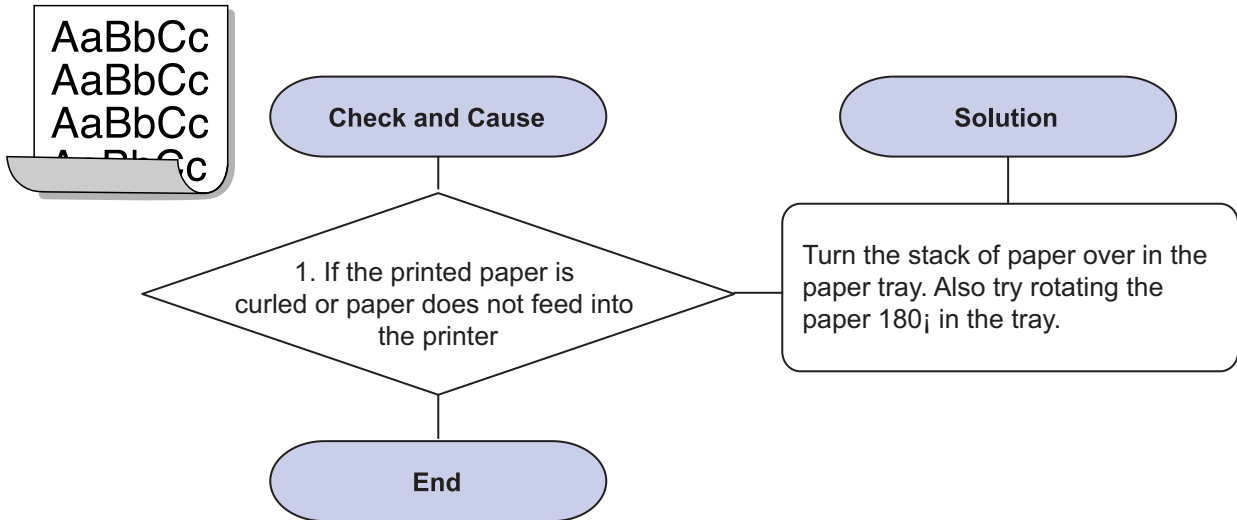 AaBbCc
AaBbCc
AaBbCc
AaBbCc
Check and Cause
Solution
1. If the printed paper is
curled or paper does not feed into
the printer
Turn the stack of paper over in the
paper tray. Also try rotating the
paper 180¡ in the tray.
End